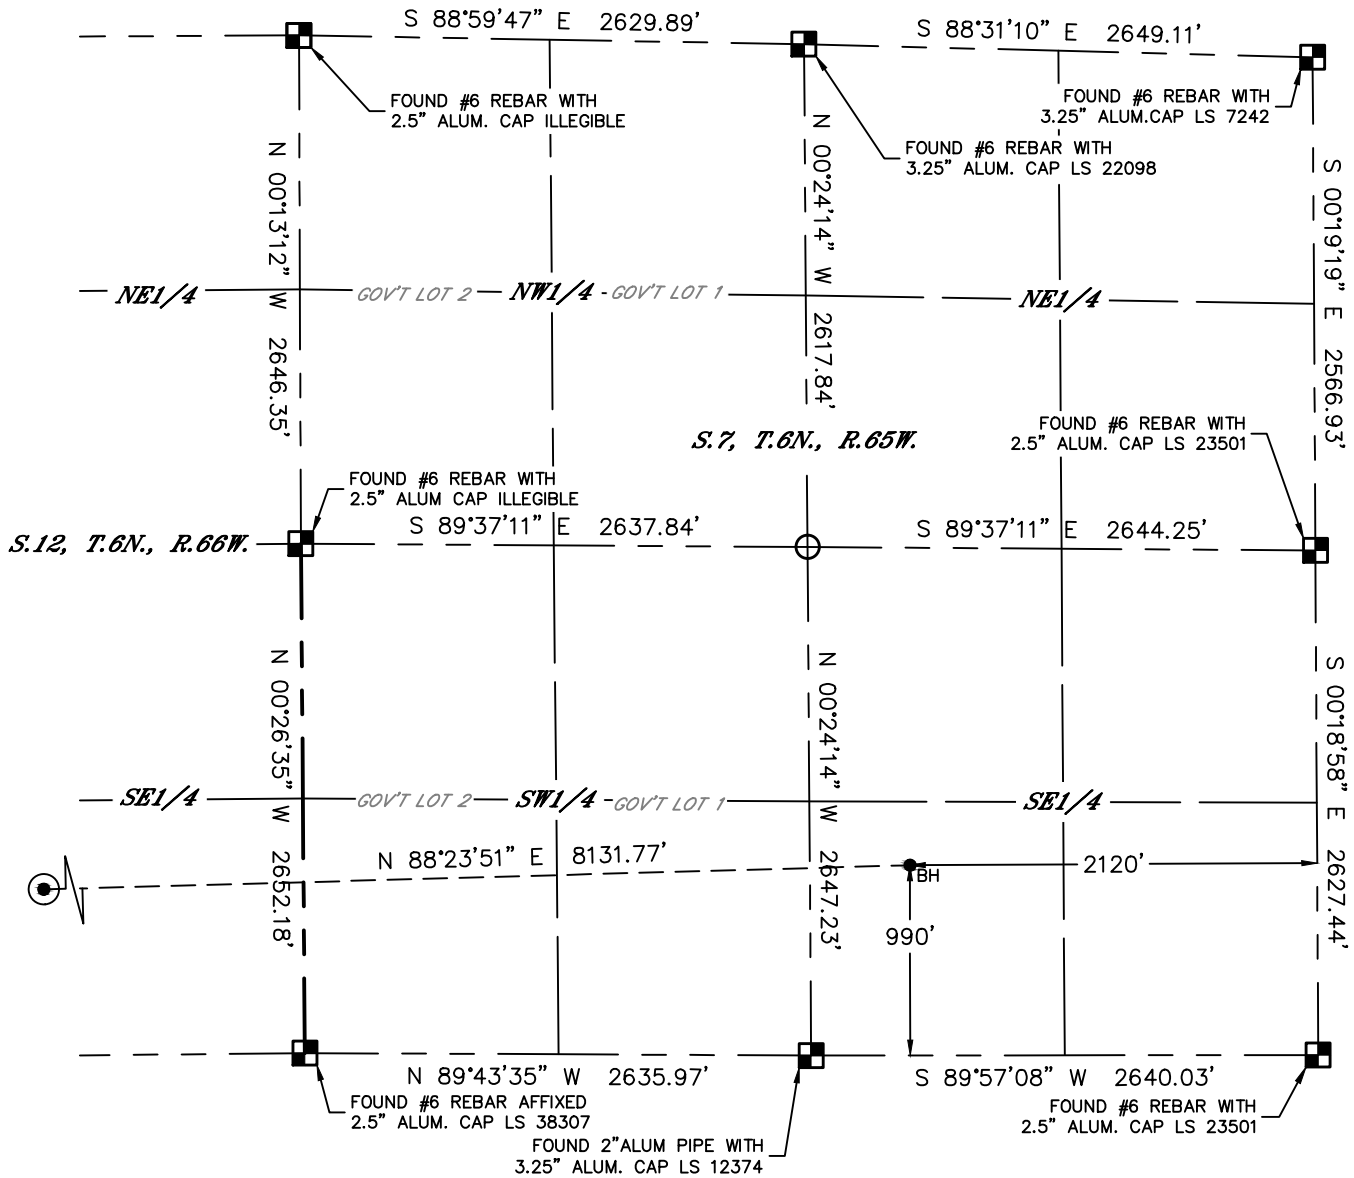 S 88°59'47" E 2629.89'
S 88°31'10" E 2649.11'
FOUND #6 REBAR WITH
2.5" ALUM. CAP ILLEGIBLE
FOUND #6 REBAR WITH
3.25" ALUM. CAP LS 22098
FOUND #6 REBAR WITH
3.25" ALUM.CAP LS 7242
N 00°13'12" W 2646.35'
N 00°24'14" W 2617.84'
S 00°19'19" E 2566.93'
NE1/4
GOV'T LOT 2
NW1/4
GOV'T LOT 1
NE1/4
S.7, T.6N., R.65W.
FOUND #6 REBAR WITH
2.5" ALUM. CAP LS 23501
FOUND #6 REBAR WITH
2.5" ALUM CAP ILLEGIBLE
S.12, T.6N., R.66W.
S 89°37'11" E 2637.84'
S 89°37'11" E 2644.25'
N 00°26'35" W 2652.18'
N 00°24'14" W 2647.23'
S 00°18'58" E 2627.44'
SE1/4
GOV'T LOT 2
SW1/4
GOV'T LOT 1
SE1/4
N 88°23'51" E 8131.77'
BH
2120'
990'
N 89°43'35" W 2635.97'
S 89°57'08" W 2640.03'
FOUND #6 REBAR AFFIXED
2.5" ALUM. CAP LS 38307
FOUND 2"ALUM PIPE WITH
3.25" ALUM. CAP LS 12374
FOUND #6 REBAR WITH
2.5" ALUM. CAP LS 23501